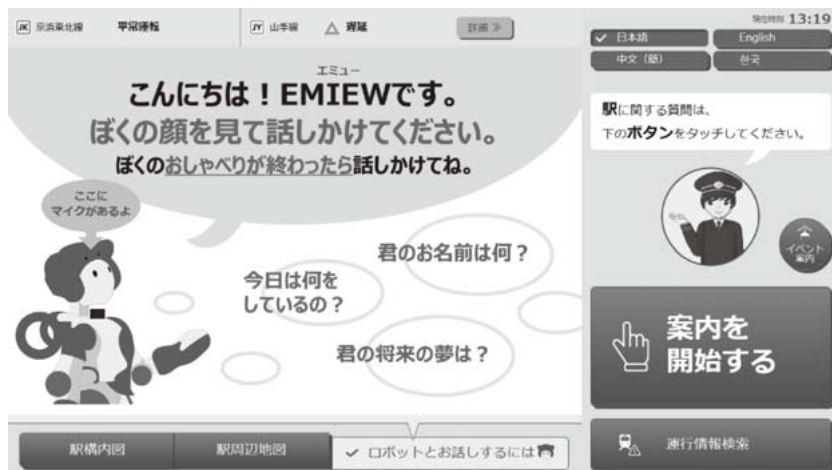 JK 京浜東北線 平常運転 JY 山手線 遅延 詳細 ≫
現在時刻 13:19
✓ 日本語 English
中文（簡） 한국
エミュー
こんにちは！EMIEWです。
ぼくの顔を見て話しかけてください。
ぼくのおしゃべりが終わったら話しかけてね。
ここに
マイクがあるよ
君のお名前は何？
今日は何を
しているの？
君の将来の夢は？
駅に関する質問は、
下のボタンをタッチしてください。
イベント
案内
案内を
開始する
駅構内図 駅周辺地図 ✓ ロボットとお話しするには
運行情報検索